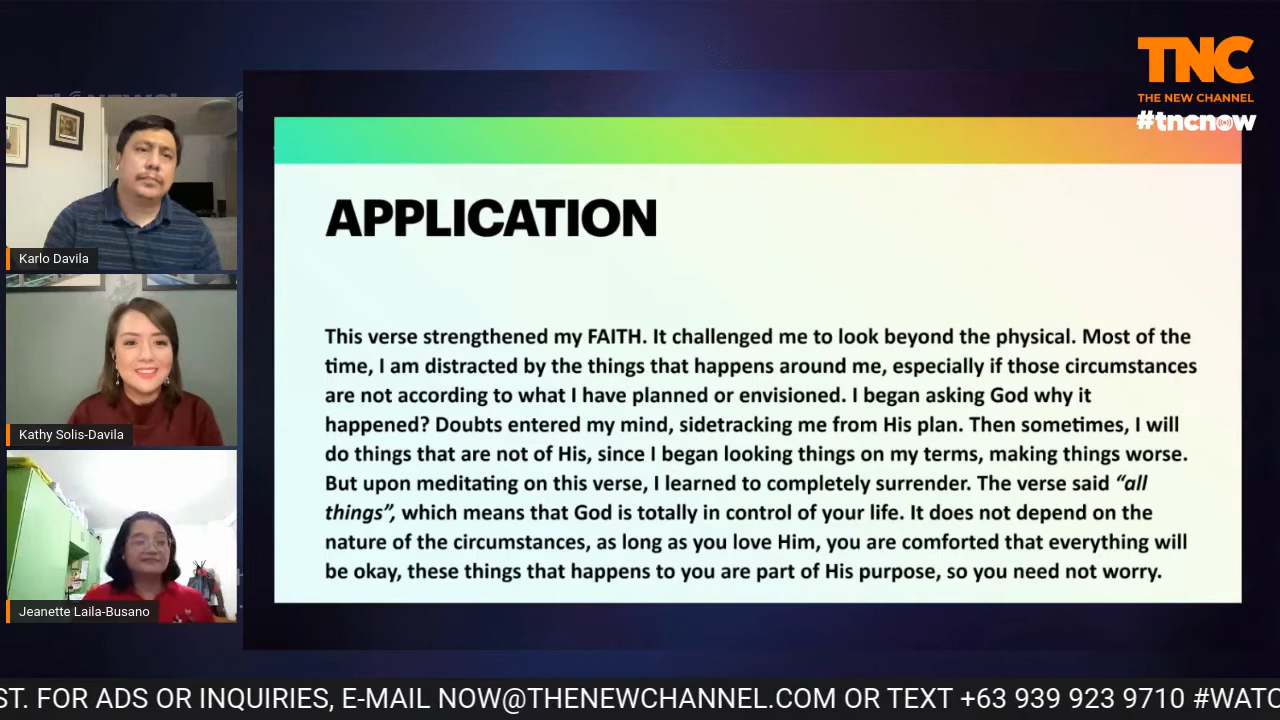 TNC
THE NEW CHANNEL
#tncnow
Karlo Davila
Kathy Solis-Davila
Jeanette Laila-Busano
APPLICATION
This verse strengthened my FAITH. It challenged me to look beyond the physical. Most of the
time, I am distracted by the things that happens around me, especially if those circumstances
are not according to what I have planned or envisioned. I began asking God why it
happened? Doubts entered my mind, sidetracking me from His plan. Then sometimes, I will
do things that are not of His, since I began looking things on my terms, making things worse.
But upon meditating on this verse, I learned to completely surrender. The verse said “all
things”, which means that God is totally in control of your life. It does not depend on the
nature of the circumstances, as long as you love Him, you are comforted that everything will
be okay, these things that happens to you are part of His purpose, so you need not worry.
ST. FOR ADS OR INQUIRIES, E-MAIL NOW@THENEWCHANNEL.COM OR TEXT +63 939 923 9710 #WATC